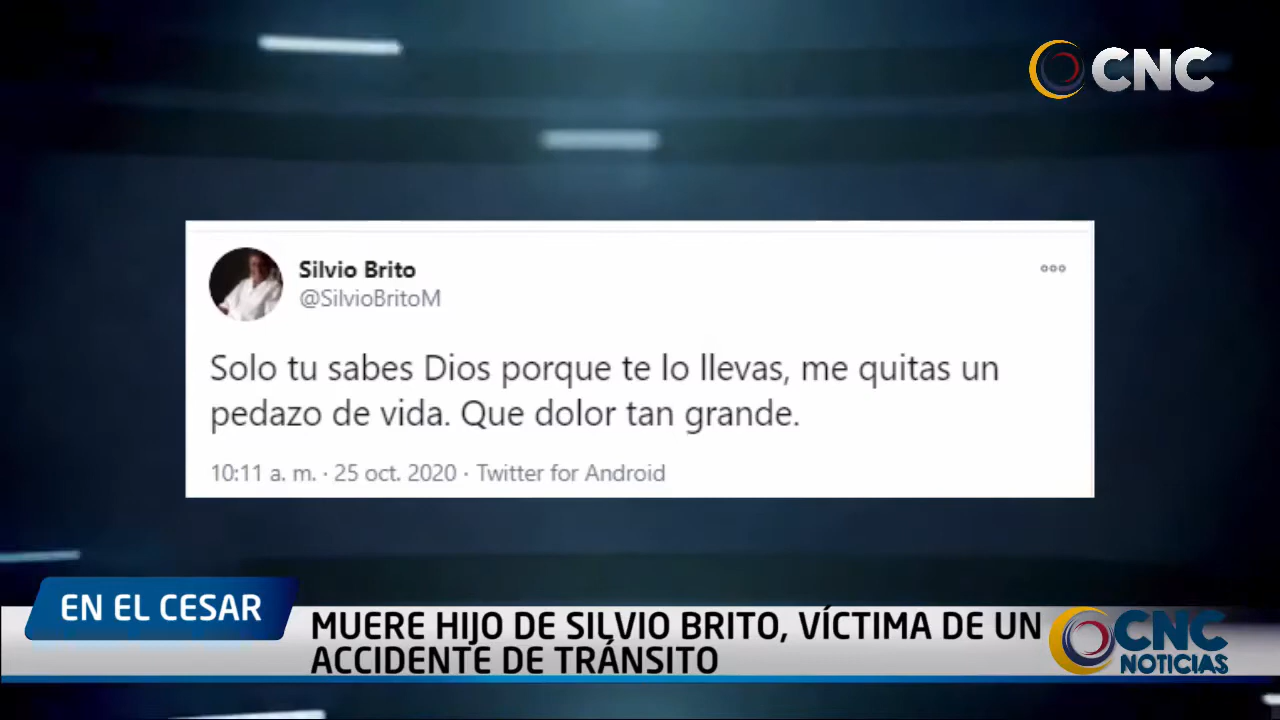 CNC
Silvio Brito
@SilvioBritoM
Solo tu sabes Dios porque te lo llevas, me quitas un
pedazo de vida. Que dolor tan grande.
10:11 a. m. · 25 oct. 2020 · Twitter for Android
EN EL CESAR
MUERE HIJO DE SILVIO BRITO, VÍCTIMA DE UN
ACCIDENTE DE TRÁNSITO
CNC
NOTICIAS